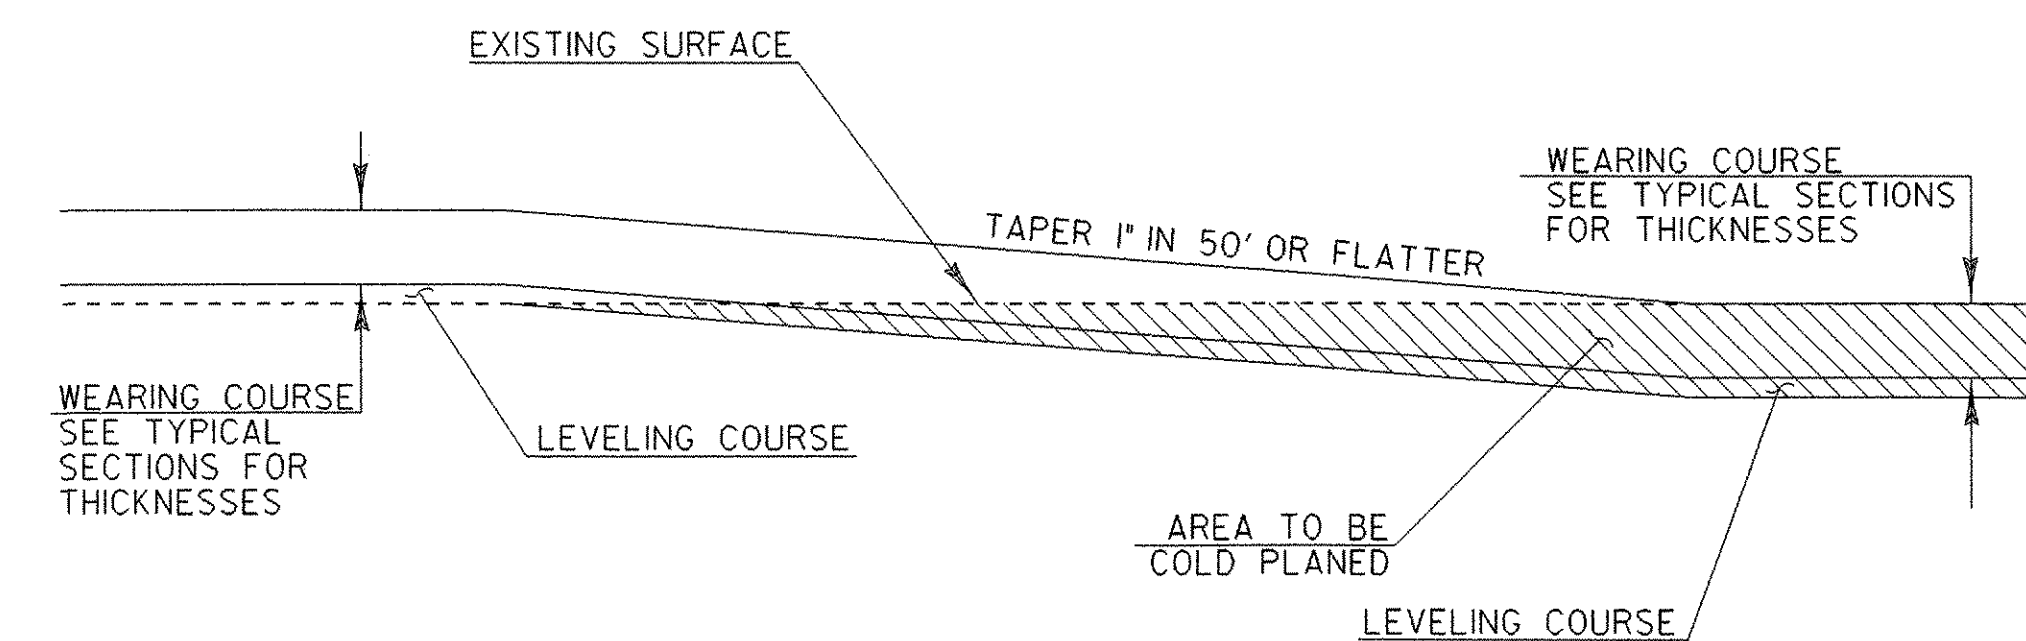 EXISTING SURFACE
WEARING COURSE
SEE TYPICAL SECTIONS
FOR THICKNESSES
TAPER 1" IN 50' OR FLATTER
WEARING COURSE
SEE TYPICAL
SECTIONS FOR
THICKNESSES
LEVELING COURSE
AREA TO BE
COLD PLANED
LEVELING COURSE